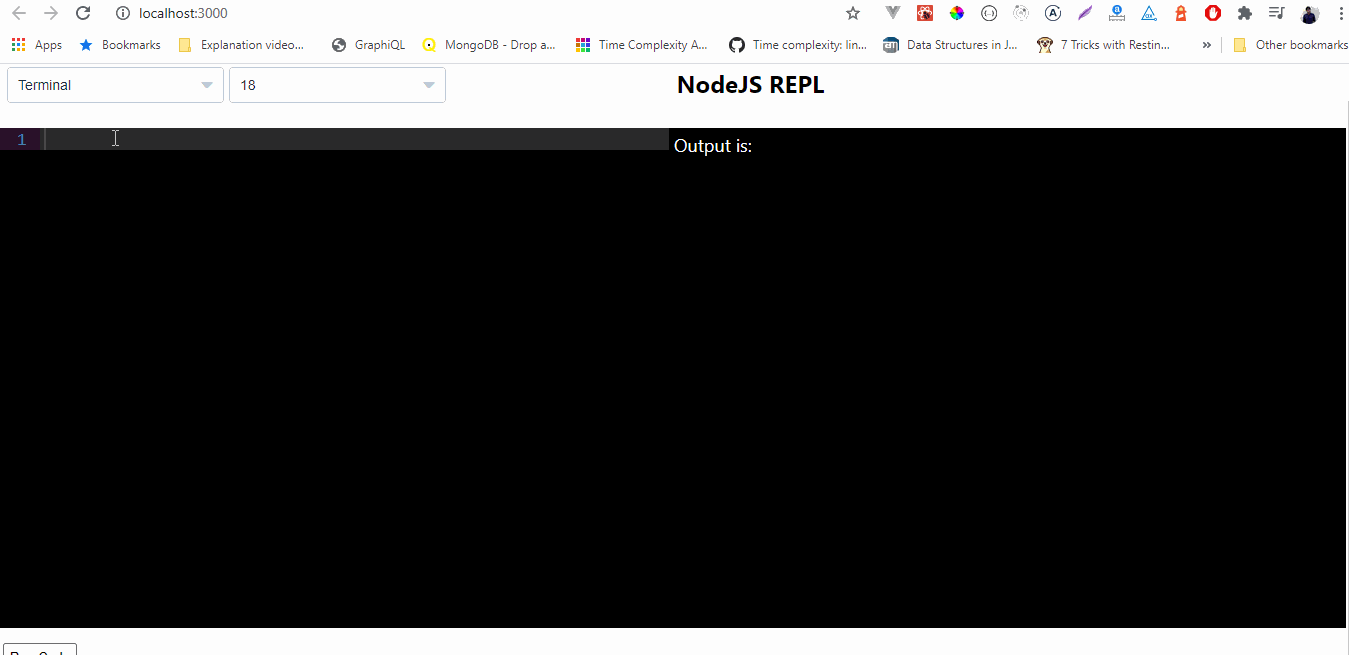 localhost:3000
Apps Bookmarks Explanation video... GraphiQL MongoDB - Drop a... Time Complexity A... Time complexity: lin... Data Structures in J... 7 Tricks with Restin... » Other bookmarks
Terminal 18 NodeJS REPL
1 Output is: